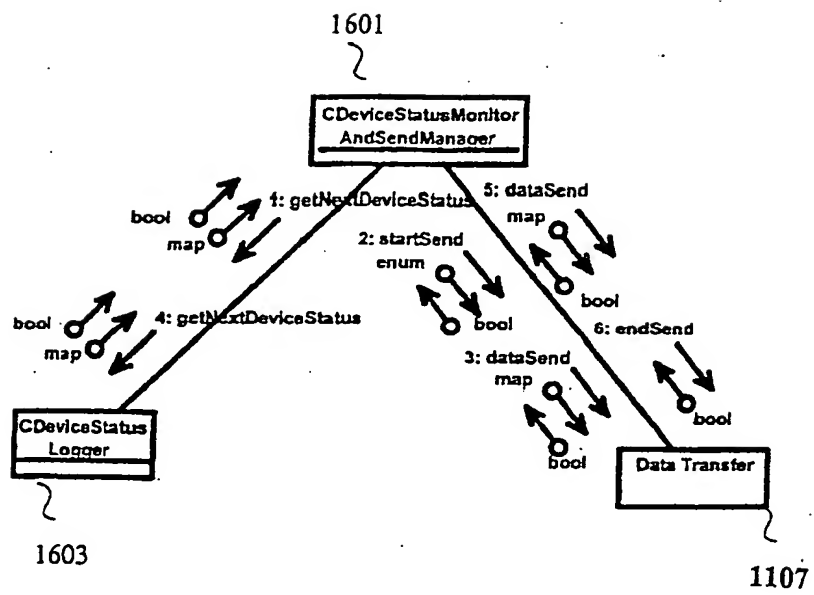 1601
CDeviceStatusMonitor
AndSendManager
bool
map
1: getNextDeviceStatus
5: dataSend
map
bool
2: startSend
enum
bool
bool
map
4: getNextDeviceStatus
6: endSend
bool
3: dataSend
map
bool
CDeviceStatus
Logger
Data Transfer
1603
1107